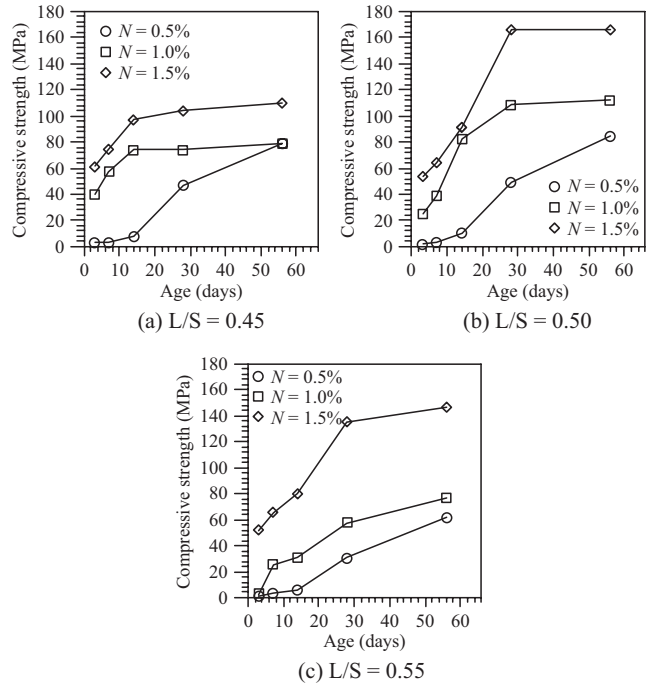 180
160
140
120
100
80
60
40
20
0
Compressive strength (MPa)
N = 0.5%
N = 1.0%
N = 1.5%
0 10 20 30 40 50 60
Age (days)
(a) L/S = 0.45
180
160
140
120
100
80
60
40
20
0
Compressive strength (MPa)
N = 0.5%
N = 1.0%
N = 1.5%
0 10 20 30 40 50 60
Age (days)
(b) L/S = 0.50
180
160
140
120
100
80
60
40
20
0
Compressive strength (MPa)
N = 0.5%
N = 1.0%
N = 1.5%
0 10 20 30 40 50 60
Age (days)
(c) L/S = 0.55